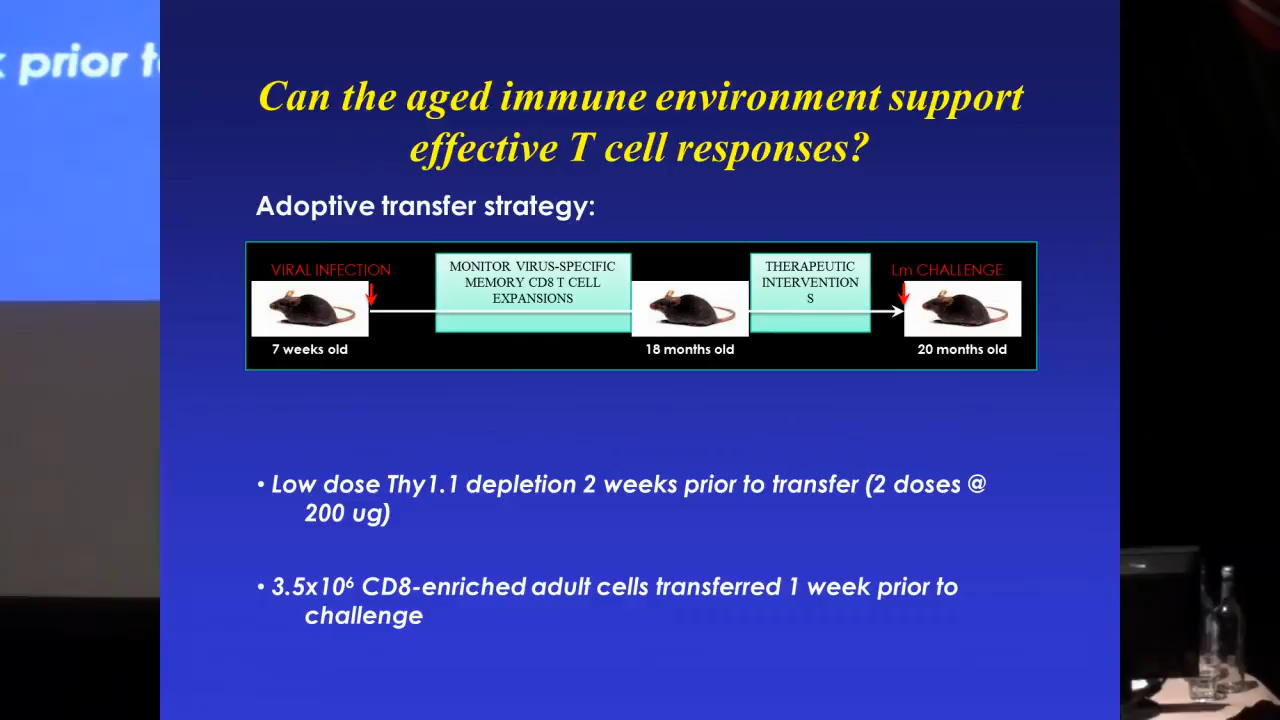 k prior to
Can the aged immune environment support
effective T cell responses?
Adoptive transfer strategy:
VIRAL INFECTION
MONITOR VIRUS-SPECIFIC
MEMORY CD8 T CELL
EXPANSIONS
THERAPEUTIC
INTERVENTION
S
Lm CHALLENGE
7 weeks old
18 months old
20 months old
• Low dose Thy1.1 depletion 2 weeks prior to transfer (2 doses @
200 ug)
• 3.5x10⁶ CD8-enriched adult cells transferred 1 week prior to
challenge